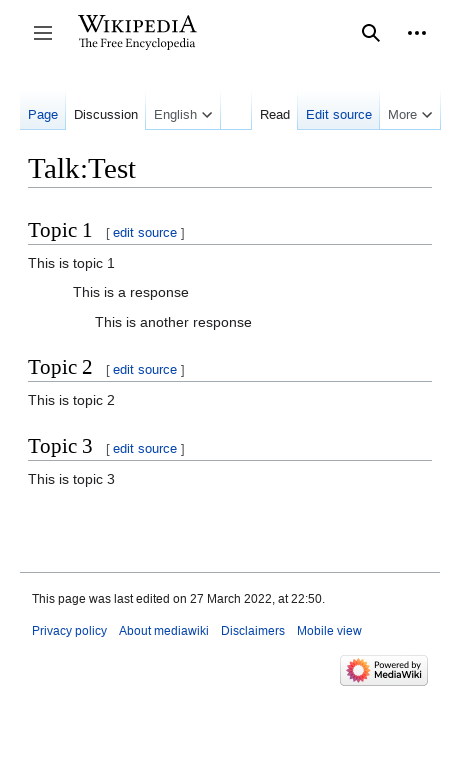 WIKIPEDIA
The Free Encyclopedia
Page Discussion English Read Edit source More
Talk:Test
Topic 1 [ edit source ]
This is topic 1
This is a response
This is another response
Topic 2 [ edit source ]
This is topic 2
Topic 3 [ edit source ]
This is topic 3
This page was last edited on 27 March 2022, at 22:50.
Privacy policy About mediawiki Disclaimers Mobile view
Powered by
MediaWiki